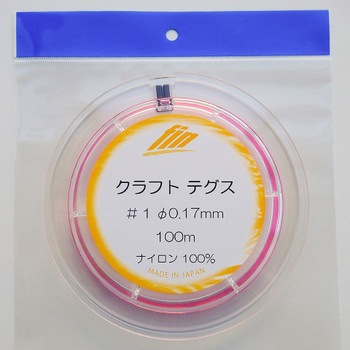 fin
クラフト テグス
#1 φ0.17mm
100m
ナイロン 100%
MADE IN JAPAN